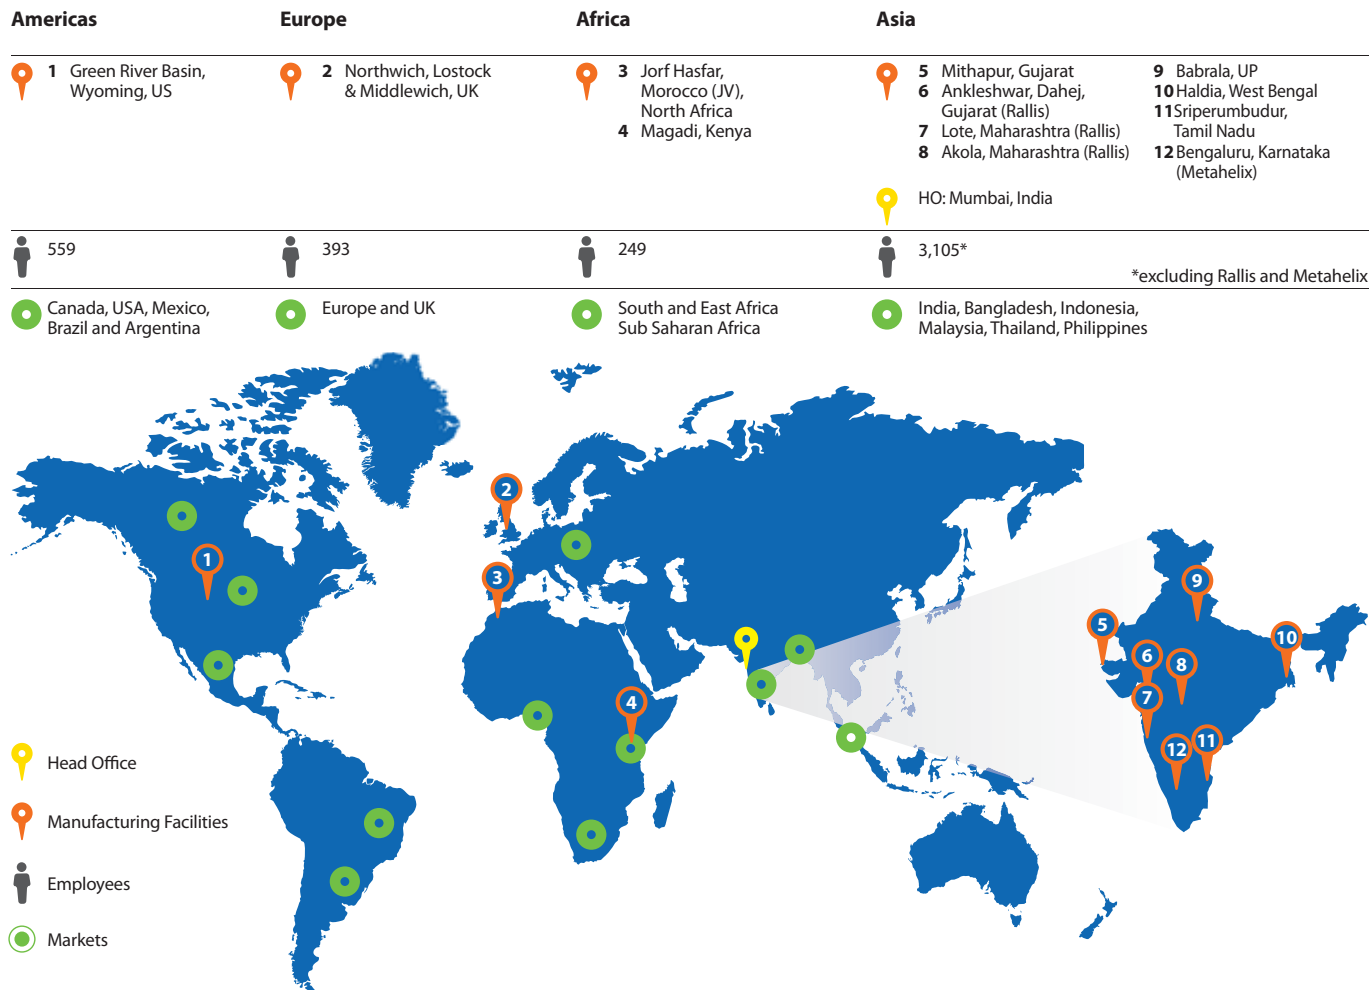 Americas
Europe
Africa
Asia
1 Green River Basin,
Wyoming, US
2 Northwich, Lostock
& Middlewich, UK
3 Jorf Hasfar,
Morocco (JV),
North Africa
4 Magadi, Kenya
5 Mithapur, Gujarat
6 Ankleshwar, Dahej,
Gujarat (Rallis)
7 Lote, Maharashtra (Rallis)
8 Akola, Maharashtra (Rallis)
9 Babrala, UP
10 Haldia, West Bengal
11 Sriperumbudur,
Tamil Nadu
12 Bengaluru, Karnataka
(Metahelix)
HO: Mumbai, India
559
393
249
3,105*
*excluding Rallis and Metahelix
Canada, USA, Mexico,
Brazil and Argentina
Europe and UK
South and East Africa
Sub Saharan Africa
India, Bangladesh, Indonesia,
Malaysia, Thailand, Philippines
2
1
3
9
5
10
6
8
7
4
11
12
Head Office
Manufacturing Facilities
Employees
Markets